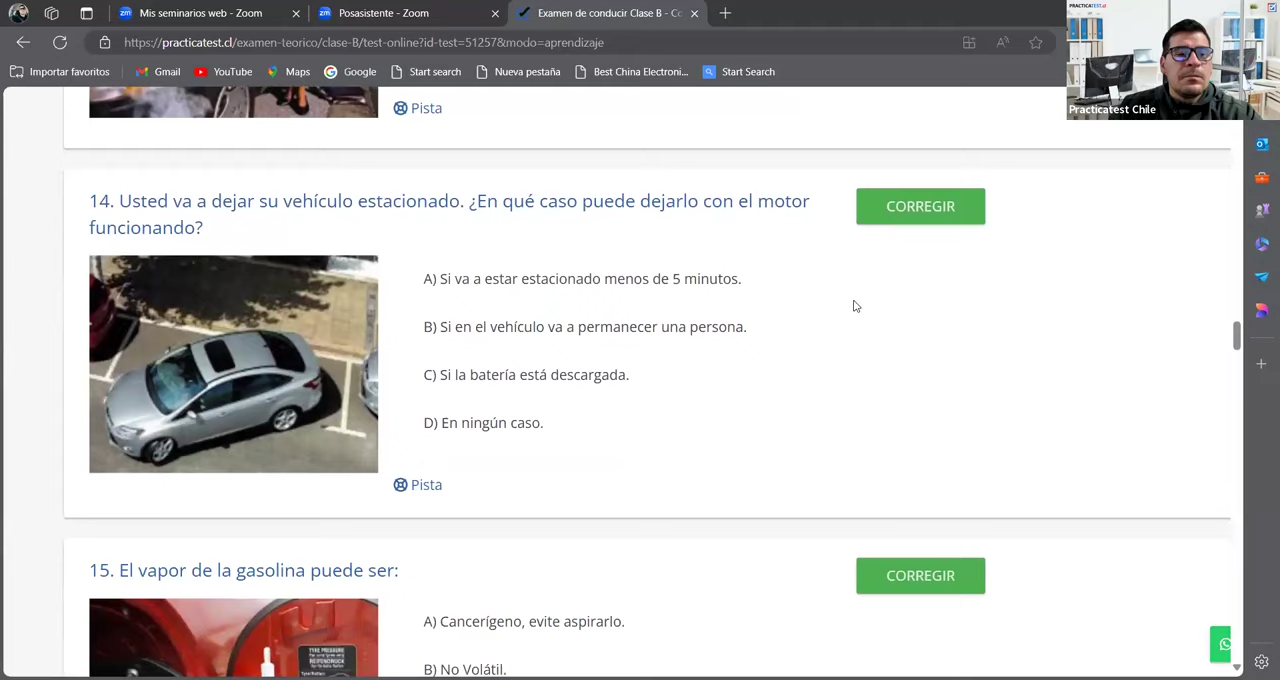 Mis seminarios web - Zoom
Posasistente - Zoom
Examen de conducir Clase B - Co
https://practicatest.cl/examen-teorico/clase-B/test-online?id-test=51257&modo=aprendizaje
Importar favoritos
Gmail
YouTube
Maps
Google
Start search
Nueva pestaña
Best China Electroni...
Start Search
PRACTICATEST.cl
Practicatest Chile
Pista
14. Usted va a dejar su vehículo estacionado. ¿En qué caso puede dejarlo con el motor
funcionando?
CORREGIR
A) Si va a estar estacionado menos de 5 minutos.
B) Si en el vehículo va a permanecer una persona.
C) Si la batería está descargada.
D) En ningún caso.
Pista
15. El vapor de la gasolina puede ser:
CORREGIR
A) Cancerígeno, evite aspirarlo.
B) No Volátil.
TYRE PRESSURE
REIFENDRUCK